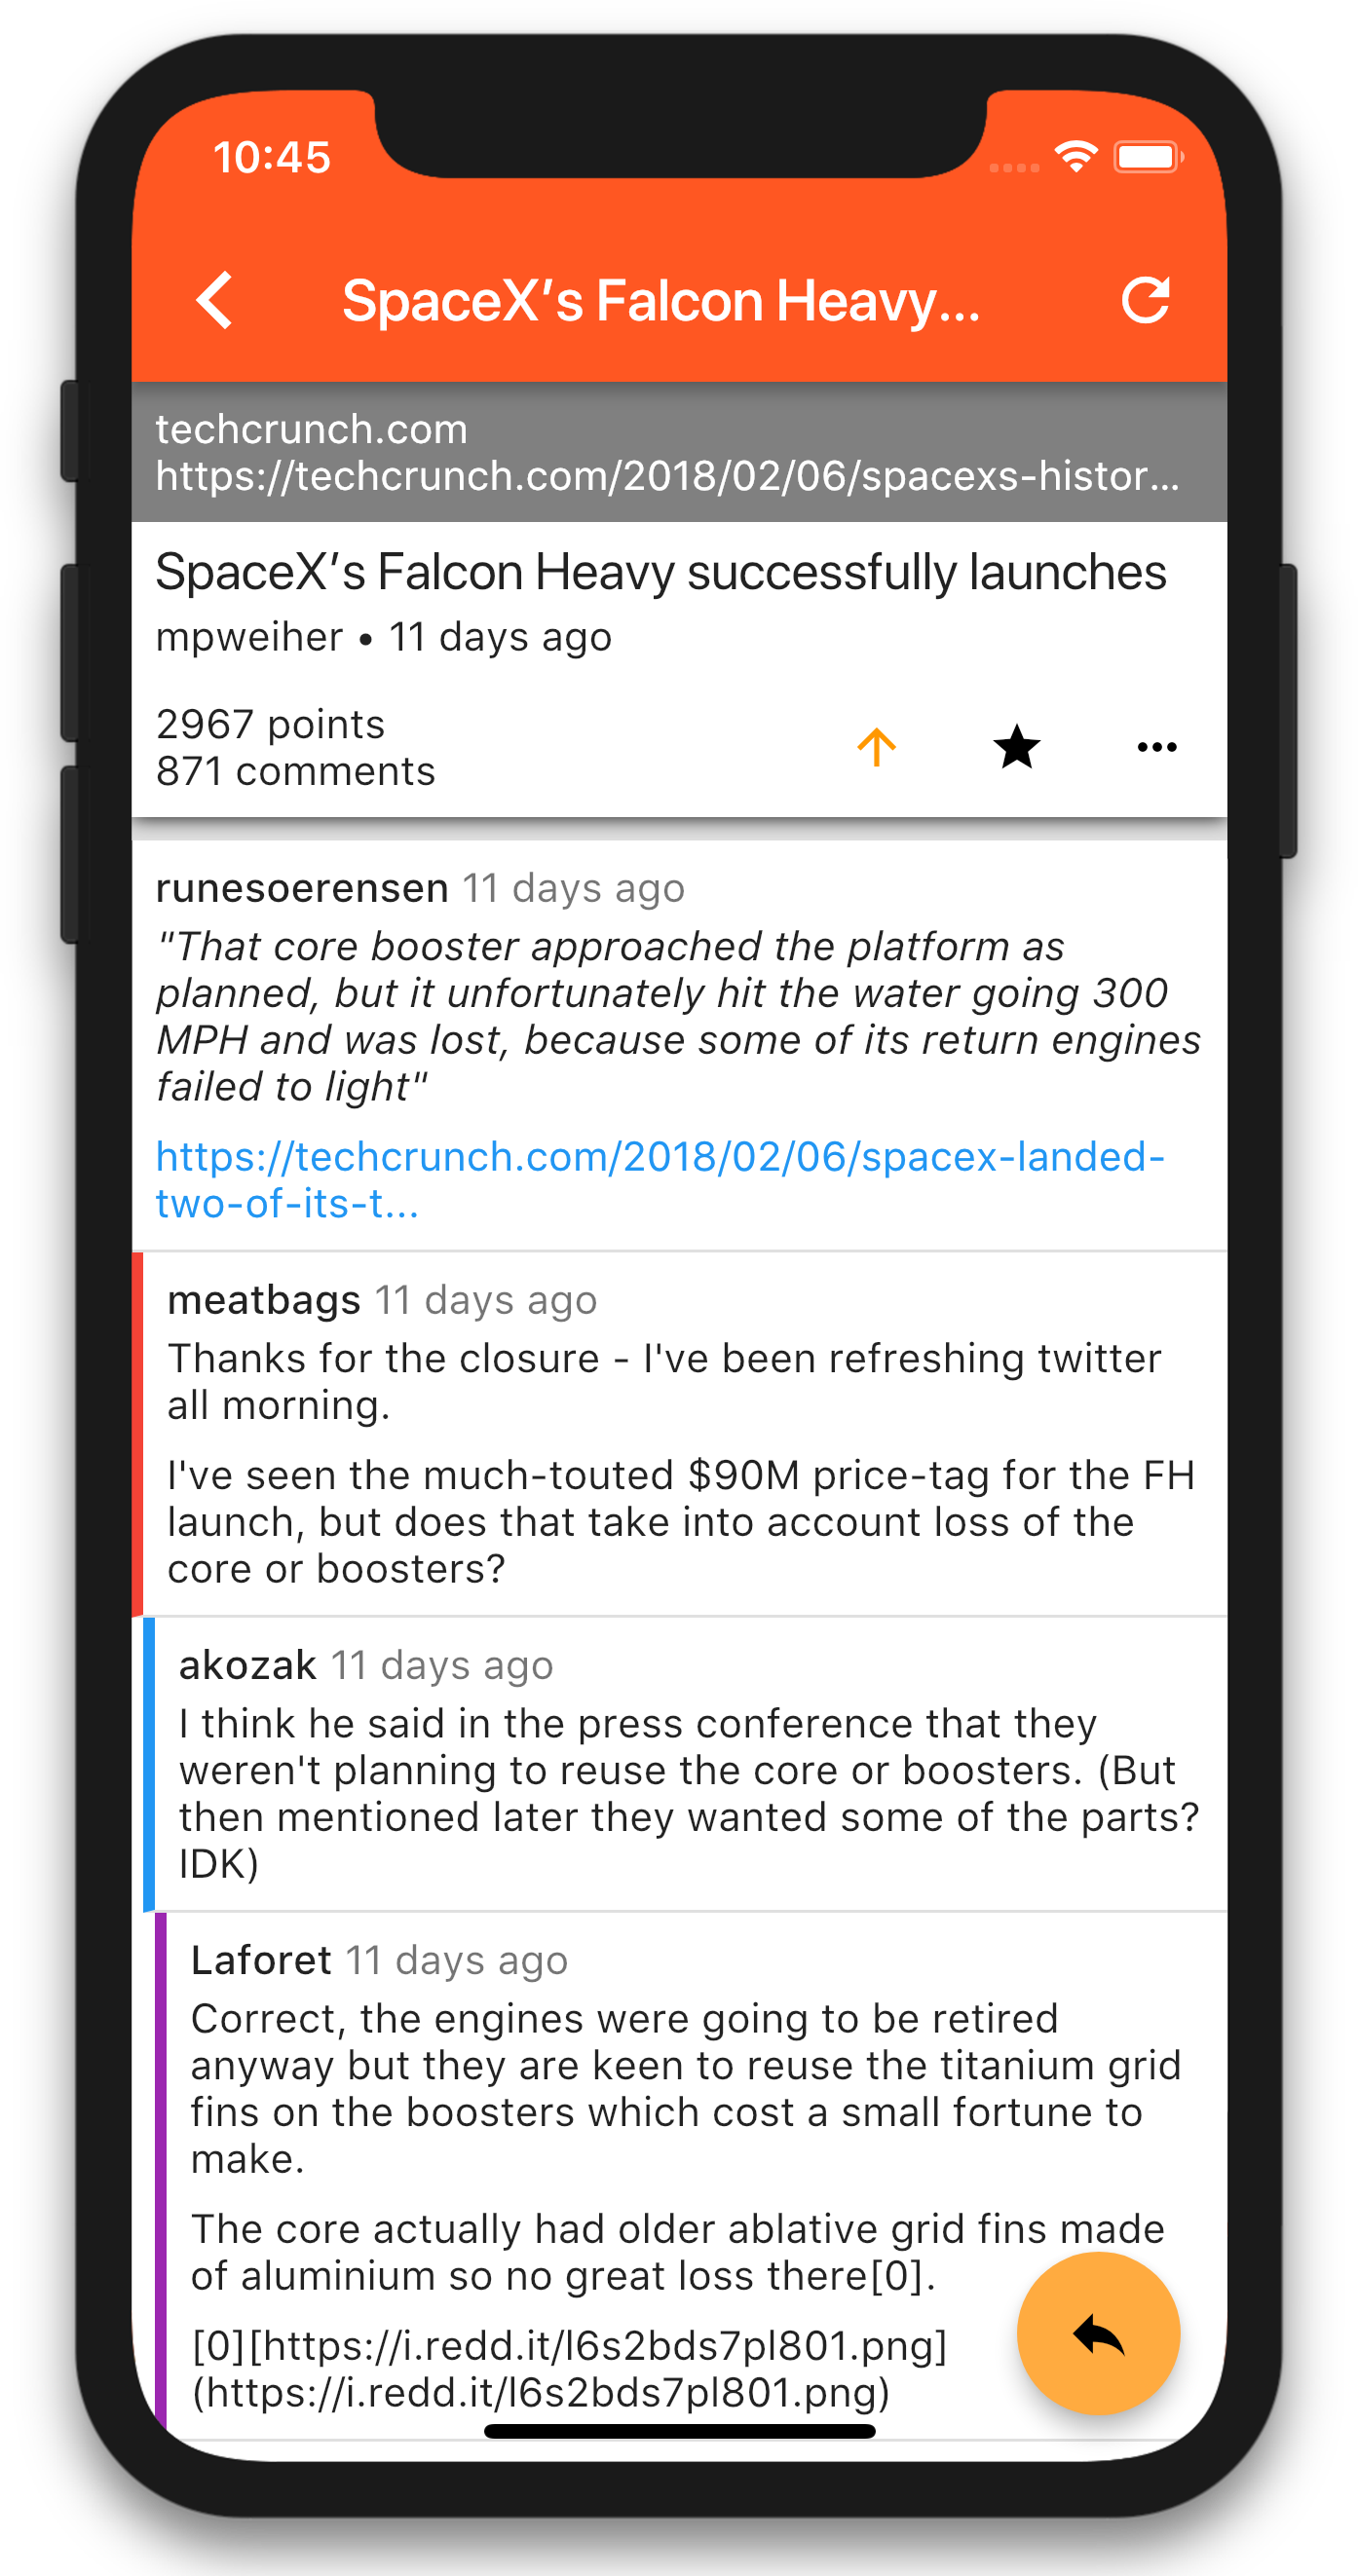 10:45
SpaceX’s Falcon Heavy...
techcrunch.com
https://techcrunch.com/2018/02/06/spacexs-histor...
SpaceX’s Falcon Heavy successfully launches
mpweiher • 11 days ago
2967 points
871 comments
runesoerensen 11 days ago
"That core booster approached the platform as
planned, but it unfortunately hit the water going 300
MPH and was lost, because some of its return engines
failed to light"
https://techcrunch.com/2018/02/06/spacex-landed-
two-of-its-t...
meatbags 11 days ago
Thanks for the closure - I've been refreshing twitter
all morning.
I've seen the much-touted $90M price-tag for the FH
launch, but does that take into account loss of the
core or boosters?
akozak 11 days ago
I think he said in the press conference that they
weren't planning to reuse the core or boosters. (But
then mentioned later they wanted some of the parts?
IDK)
Laforet 11 days ago
Correct, the engines were going to be retired
anyway but they are keen to reuse the titanium grid
fins on the boosters which cost a small fortune to
make.
The core actually had older ablative grid fins made
of aluminium so no great loss there[0].
[0][https://i.redd.it/l6s2bds7pl801.png]
(https://i.redd.it/l6s2bds7pl801.png)